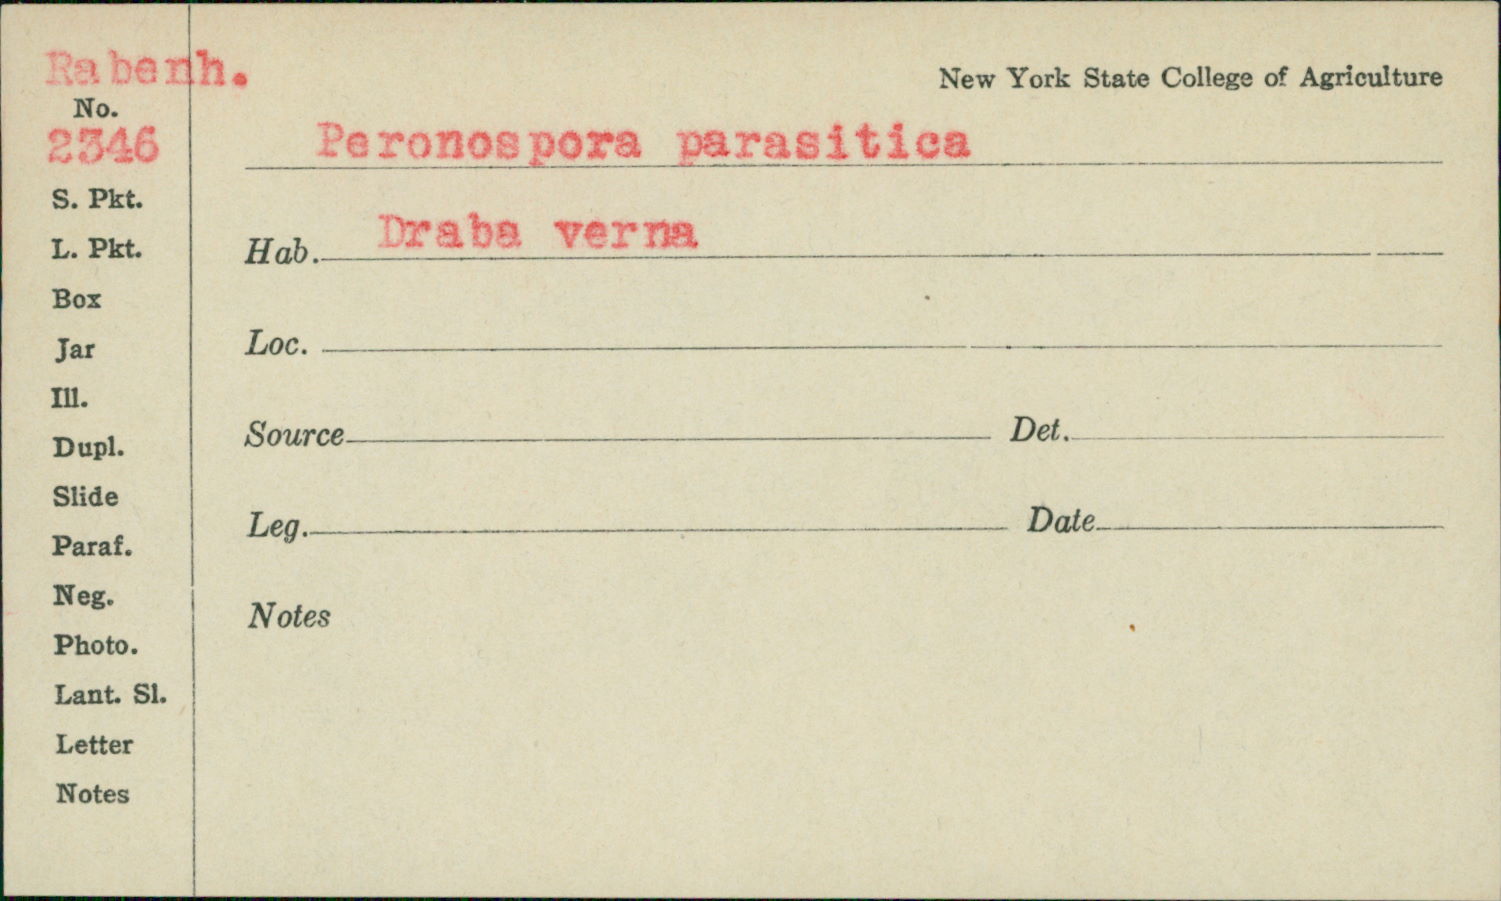 Rabenh.
No.
2346
New York State College of Agriculture
Peronospora parasitica
Hab. Draba verna
Loc.
Source Det.
Leg. Date
Notes
S. Pkt.
L. Pkt.
Box
Jar
Ill.
Dupl.
Slide
Paraf.
Neg.
Photo.
Lant. Sl.
Letter
Notes